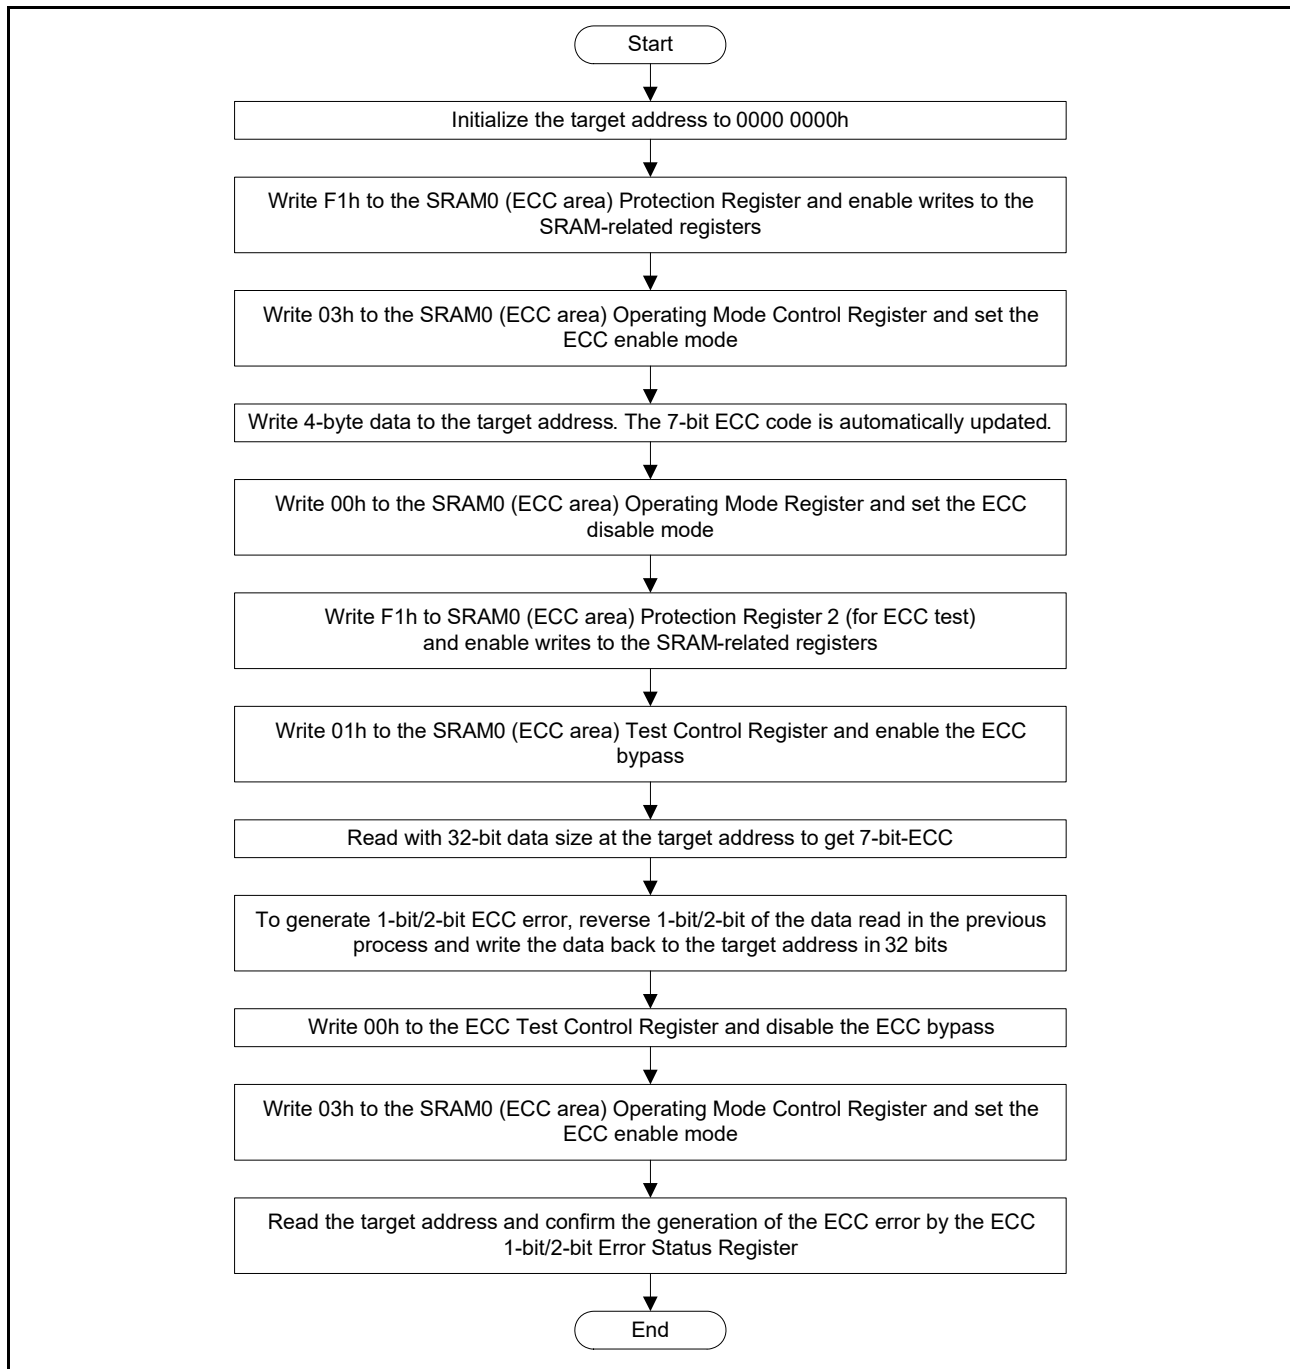 Start
Initialize the target address to 0000 0000h
Write F1h to the SRAM0 (ECC area) Protection Register and enable writes to the
SRAM-related registers
Write 03h to the SRAM0 (ECC area) Operating Mode Control Register and set the
ECC enable mode
Write 4-byte data to the target address. The 7-bit ECC code is automatically updated.
Write 00h to the SRAM0 (ECC area) Operating Mode Register and set the ECC
disable mode
Write F1h to SRAM0 (ECC area) Protection Register 2 (for ECC test)
and enable writes to the SRAM-related registers
Write 01h to the SRAM0 (ECC area) Test Control Register and enable the ECC
bypass
Read with 32-bit data size at the target address to get 7-bit-ECC
To generate 1-bit/2-bit ECC error, reverse 1-bit/2-bit of the data read in the previous
process and write the data back to the target address in 32 bits
Write 00h to the ECC Test Control Register and disable the ECC bypass
Write 03h to the SRAM0 (ECC area) Operating Mode Control Register and set the
ECC enable mode
Read the target address and confirm the generation of the ECC error by the ECC
1-bit/2-bit Error Status Register
End